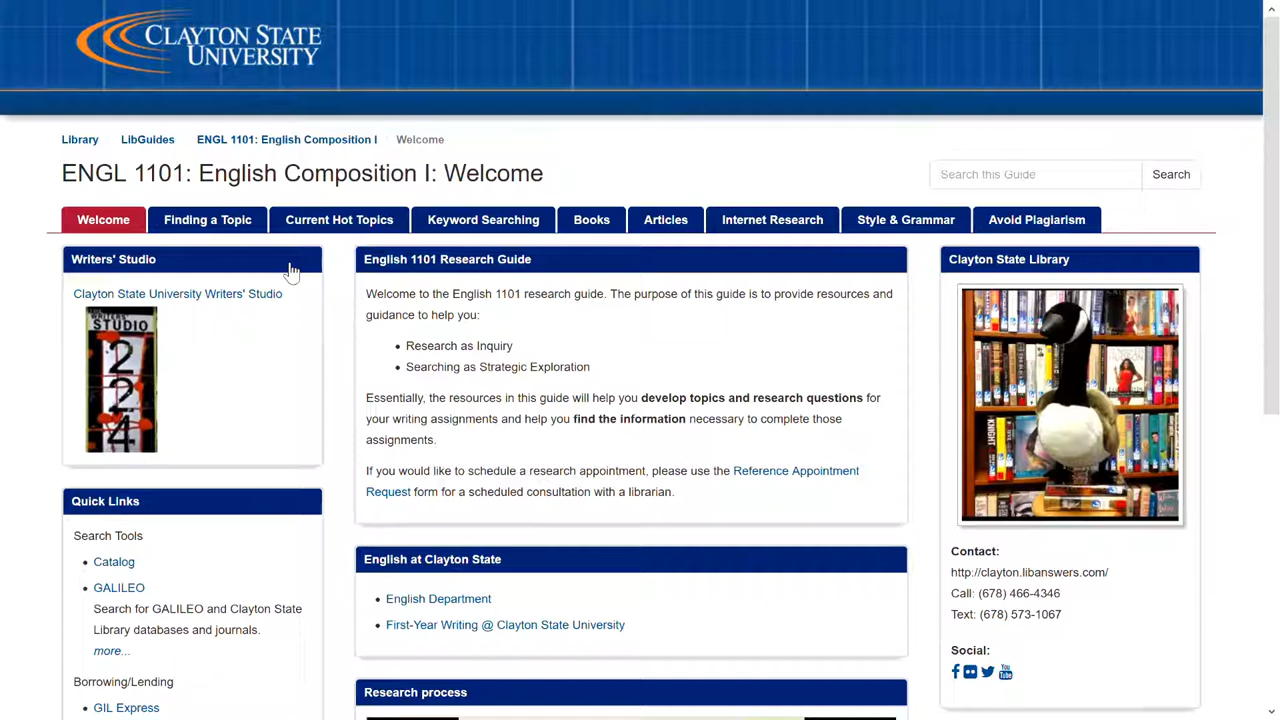 CLAYTON STATE
UNIVERSITY
Library LibGuides ENGL 1101: English Composition I Welcome
ENGL 1101: English Composition I: Welcome
Search this Guide Search
Welcome Finding a Topic Current Hot Topics Keyword Searching Books Articles Internet Research Style & Grammar Avoid Plagiarism
Writers' Studio
Clayton State University Writers' Studio
STUDIO
2
2
4
Quick Links
Search Tools
Catalog
GALILEO
Search for GALILEO and Clayton State
Library databases and journals.
more...
Borrowing/Lending
GIL Express
English 1101 Research Guide
Welcome to the English 1101 research guide. The purpose of this guide is to provide resources and
guidance to help you:
Research as Inquiry
Searching as Strategic Exploration
Essentially, the resources in this guide will help you develop topics and research questions for
your writing assignments and help you find the information necessary to complete those
assignments.
If you would like to schedule a research appointment, please use the Reference Appointment
Request form for a scheduled consultation with a librarian.
English at Clayton State
English Department
First-Year Writing @ Clayton State University
Research process
Clayton State Library
KNIGHT
Contact:
http://clayton.libanswers.com/
Call: (678) 466-4346
Text: (678) 573-1067
Social:
You
Tube